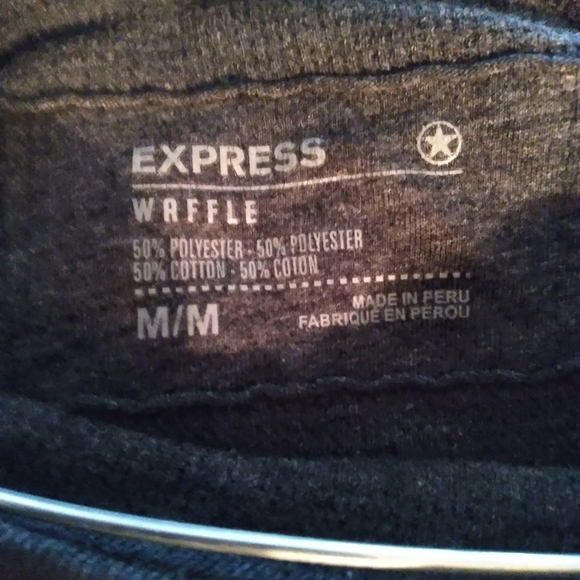 EXPRESS
WAFFLE
50% POLYESTER - 50% POLYESTER
50% COTTON - 50% COTON
M/M
MADE IN PERU
FABRIQUÉ EN PÉROU